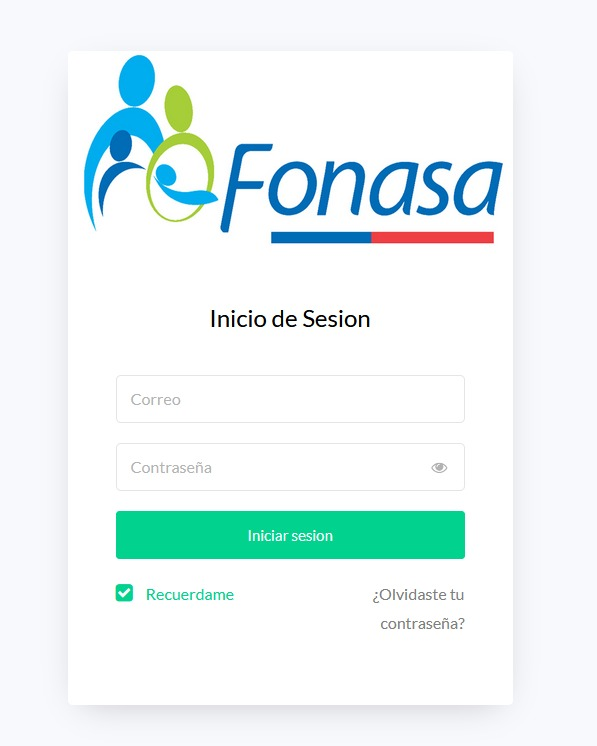 Fonasa
Inicio de Sesion
Correo
Contraseña
Iniciar sesion
Recuerdame
¿Olvidaste tu
contraseña?